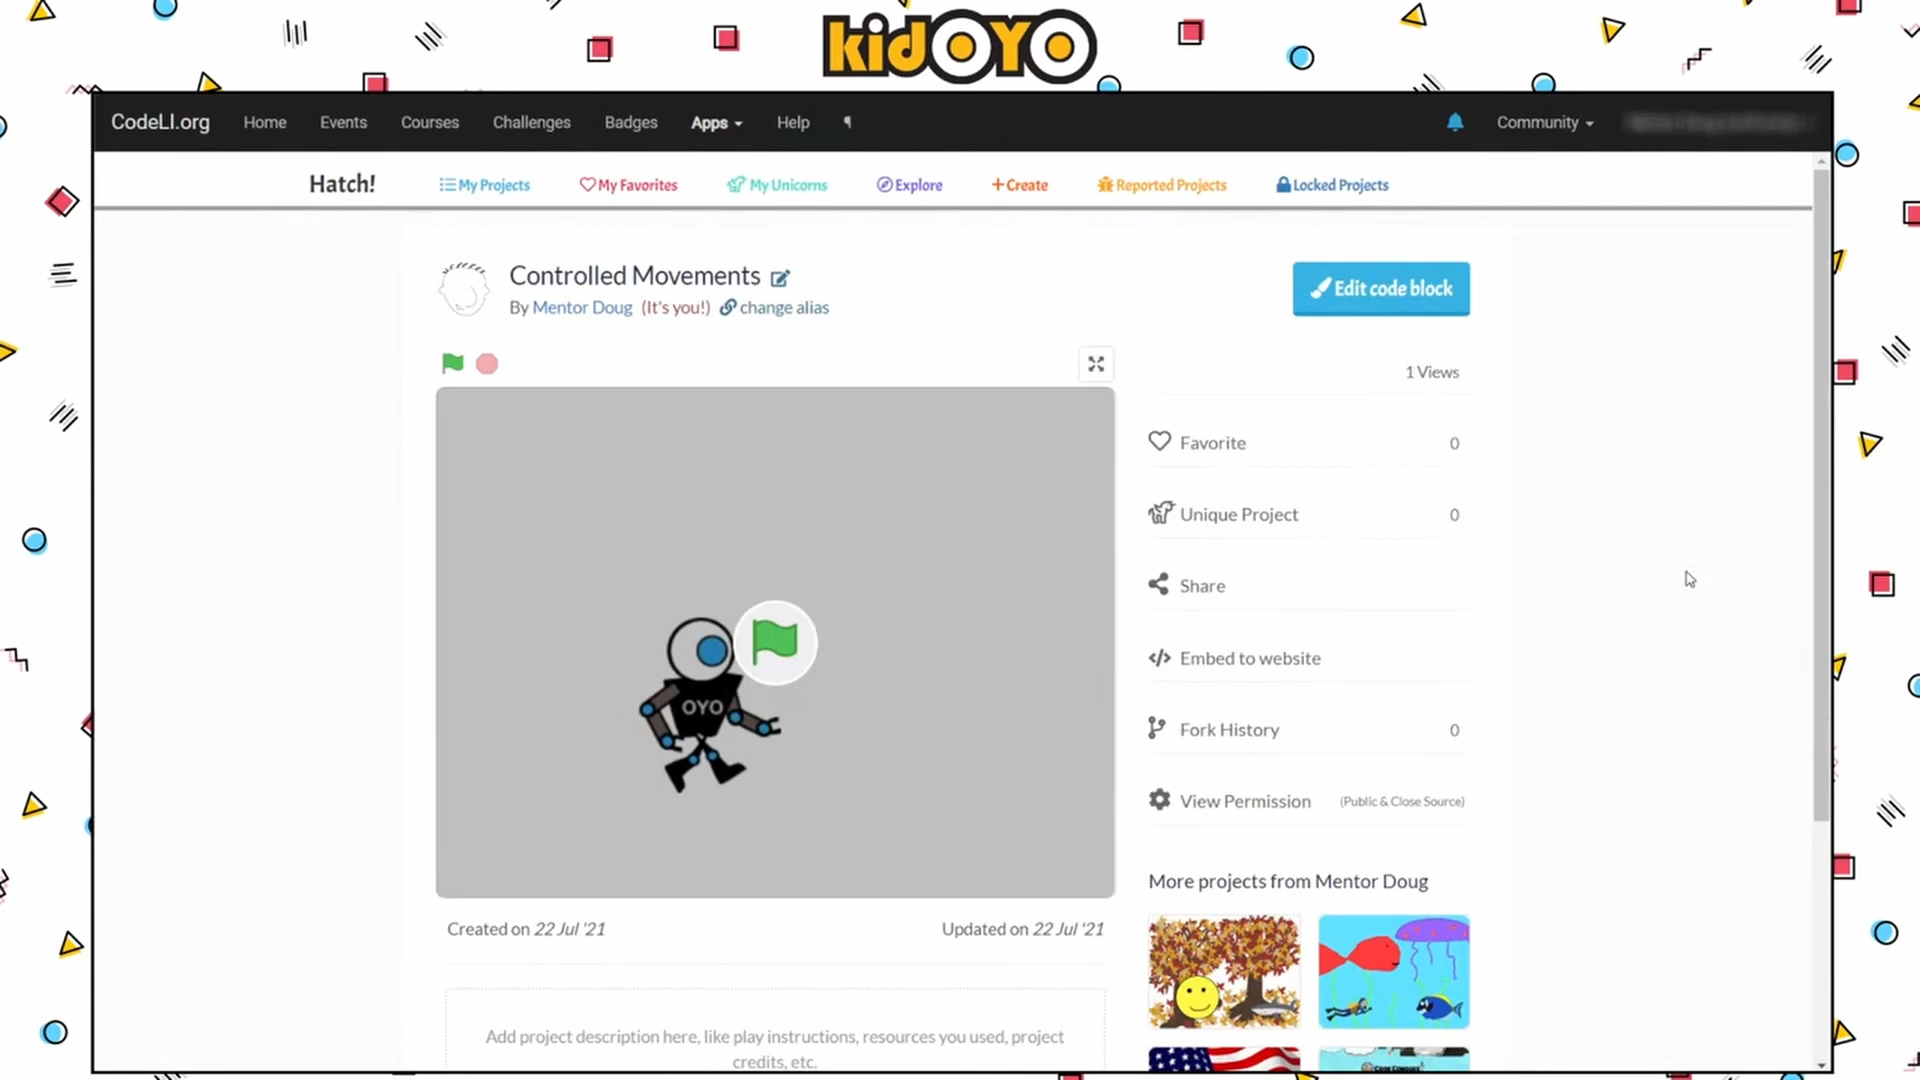 kidOYO
CodeLI.org Home Events Courses Challenges Badges Apps Help ¶ Community
Hatch! My Projects My Favorites My Unicorns Explore +Create Reported Projects Locked Projects
Controlled Movements
By Mentor Doug (It's you!) change alias
Edit code block
1 Views
Favorite 0
Unique Project 0
Share
Embed to website
Fork History 0
View Permission (Public & Close Source)
OYO
More projects from Mentor Doug
Created on 22 Jul '21 Updated on 22 Jul '21
Add project description here, like play instructions, resources you used, project
credits, etc.